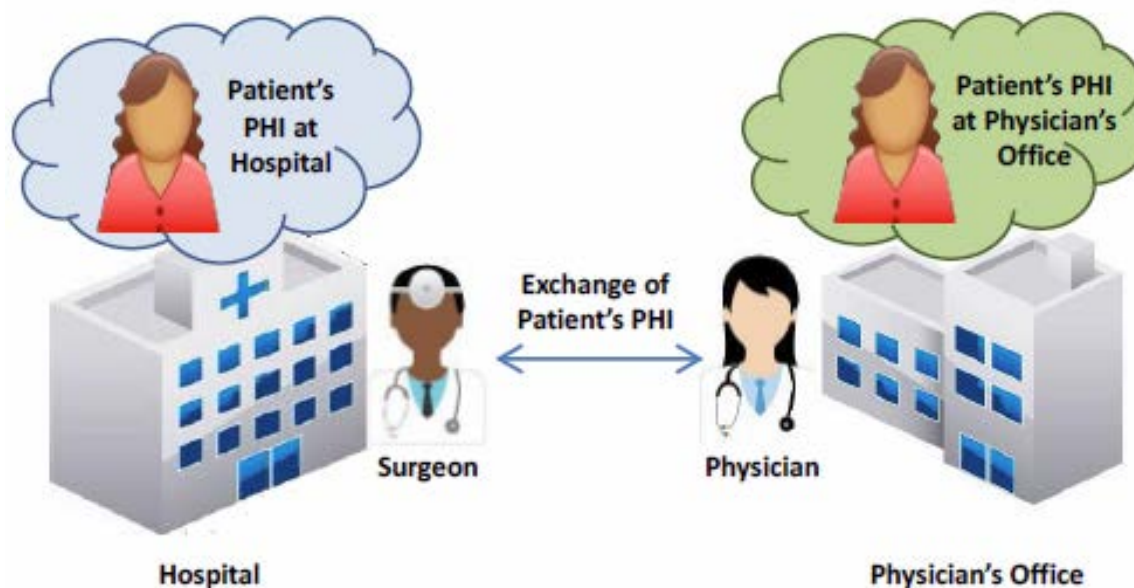 Patient's
PHI at
Hospital
Patient's PHI
at Physician's
Office
Exchange of
Patient's PHI
Surgeon
Physician
Hospital
Physician's Office